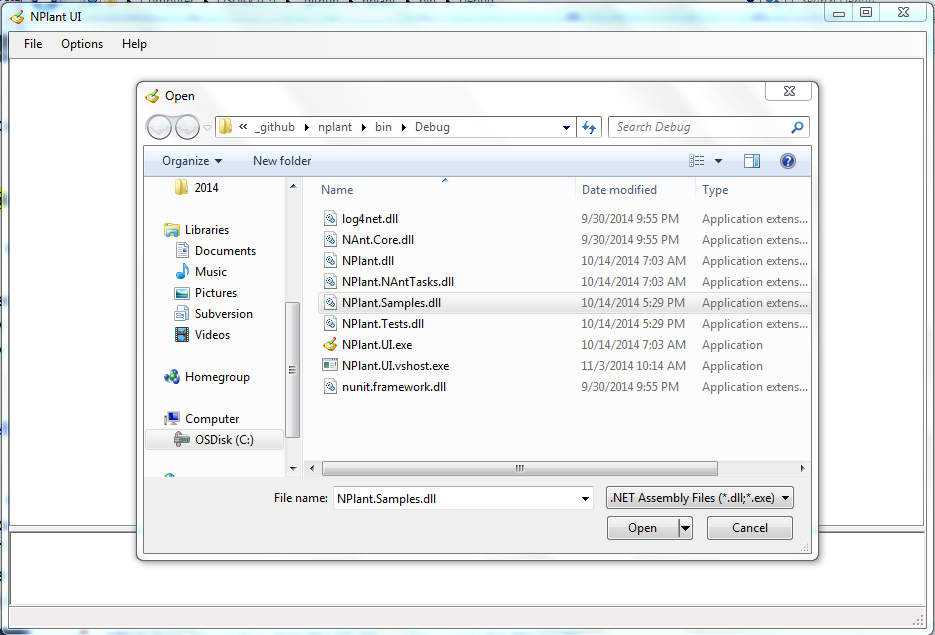 NPlant UI
File Options Help
Open
« _github nplant bin Debug Search Debug
Organize New folder
Name Date modified Type
2014
Libraries
Documents
Music
Pictures
Subversion
Videos
Homegroup
Computer
OSDisk (C:)
log4net.dll 9/30/2014 9:55 PM Application extens...
NAnt.Core.dll 9/30/2014 9:55 PM Application extens...
NPlant.dll 10/14/2014 7:03 AM Application extens...
NPlant.NAntTasks.dll 10/14/2014 7:03 AM Application extens...
NPlant.Samples.dll 10/14/2014 5:29 PM Application extens...
NPlant.Tests.dll 10/14/2014 5:29 PM Application extens...
NPlant.UI.exe 10/14/2014 7:03 AM Application
NPlant.UI.vshost.exe 11/3/2014 10:14 AM Application
nunit.framework.dll 9/30/2014 9:55 PM Application extens...
File name: NPlant.Samples.dll .NET Assembly Files (*.dll;*.exe)
Open Cancel